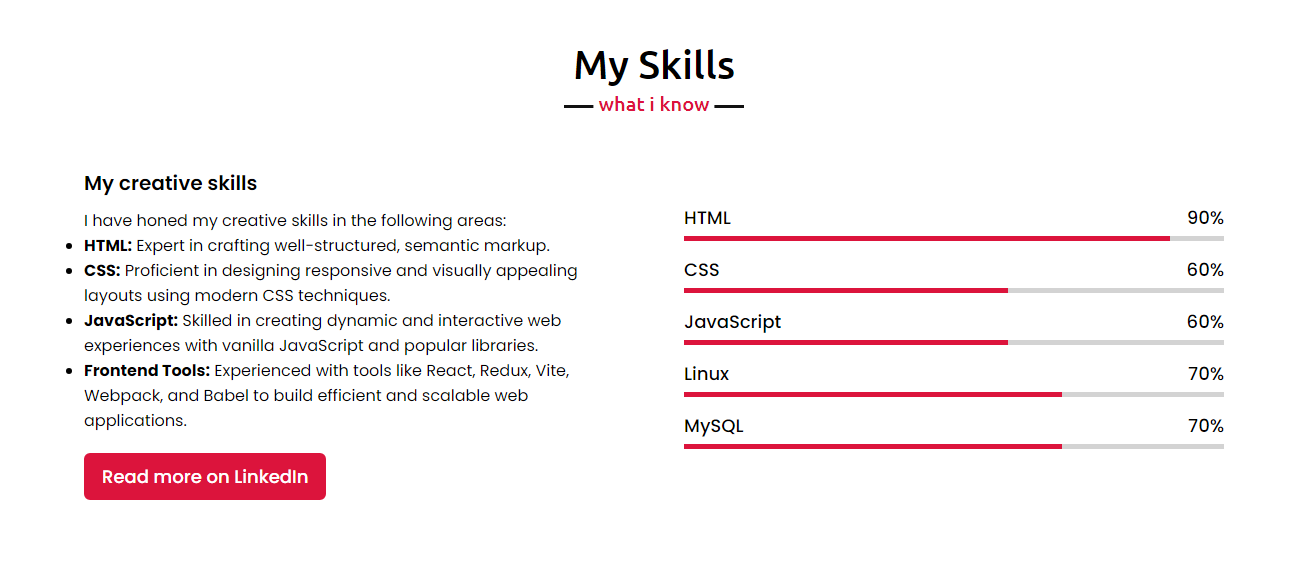 My Skills
what i know
My creative skills
I have honed my creative skills in the following areas:
HTML: Expert in crafting well-structured, semantic markup.
CSS: Proficient in designing responsive and visually appealing
layouts using modern CSS techniques.
JavaScript: Skilled in creating dynamic and interactive web
experiences with vanilla JavaScript and popular libraries.
Frontend Tools: Experienced with tools like React, Redux, Vite,
Webpack, and Babel to build efficient and scalable web
applications.
Read more on LinkedIn
HTML 90%
CSS 60%
JavaScript 60%
Linux 70%
MySQL 70%